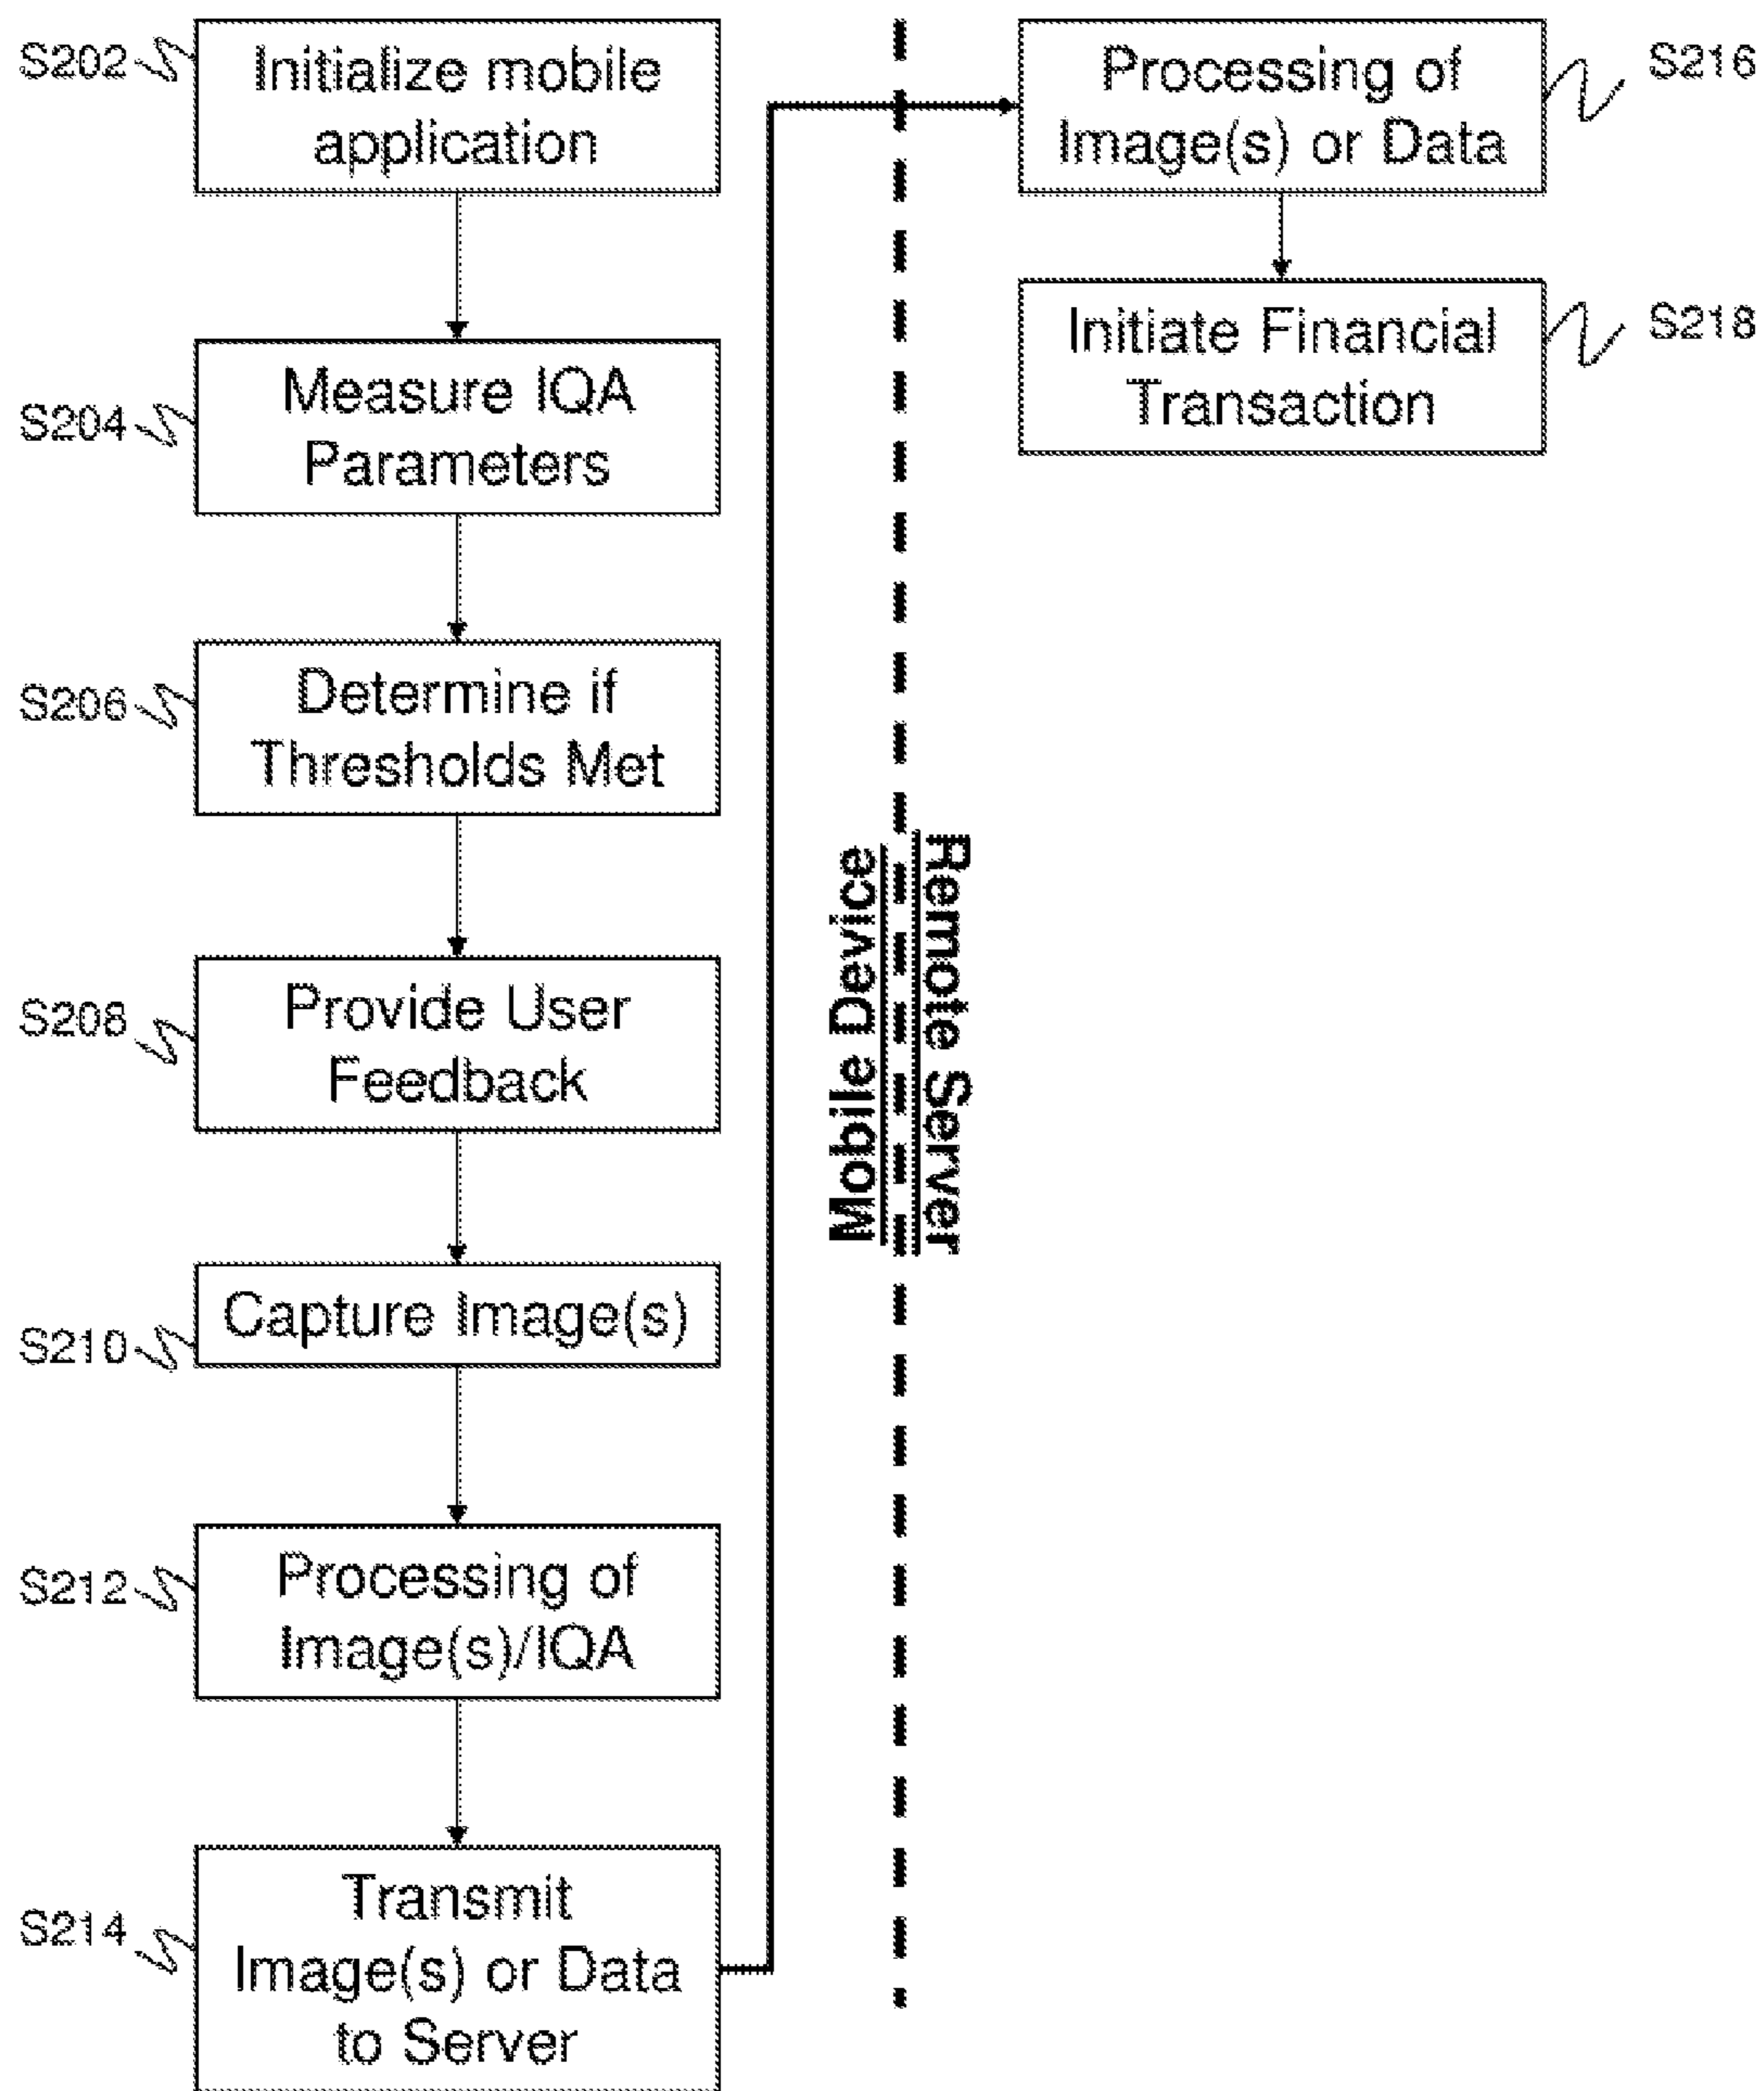 S202
Initialize mobile
application
S204
Measure IQA
Parameters
S206
Determine if
Thresholds Met
S208
Provide User
Feedback
S210
Capture Image(s)
S212
Processing of
Image(s)/IQA
S214
Transmit
Image(s) or Data
to Server
Mobile Device
Remote Server
Processing of
Image(s) or Data
S216
Initiate Financial
Transaction
S218